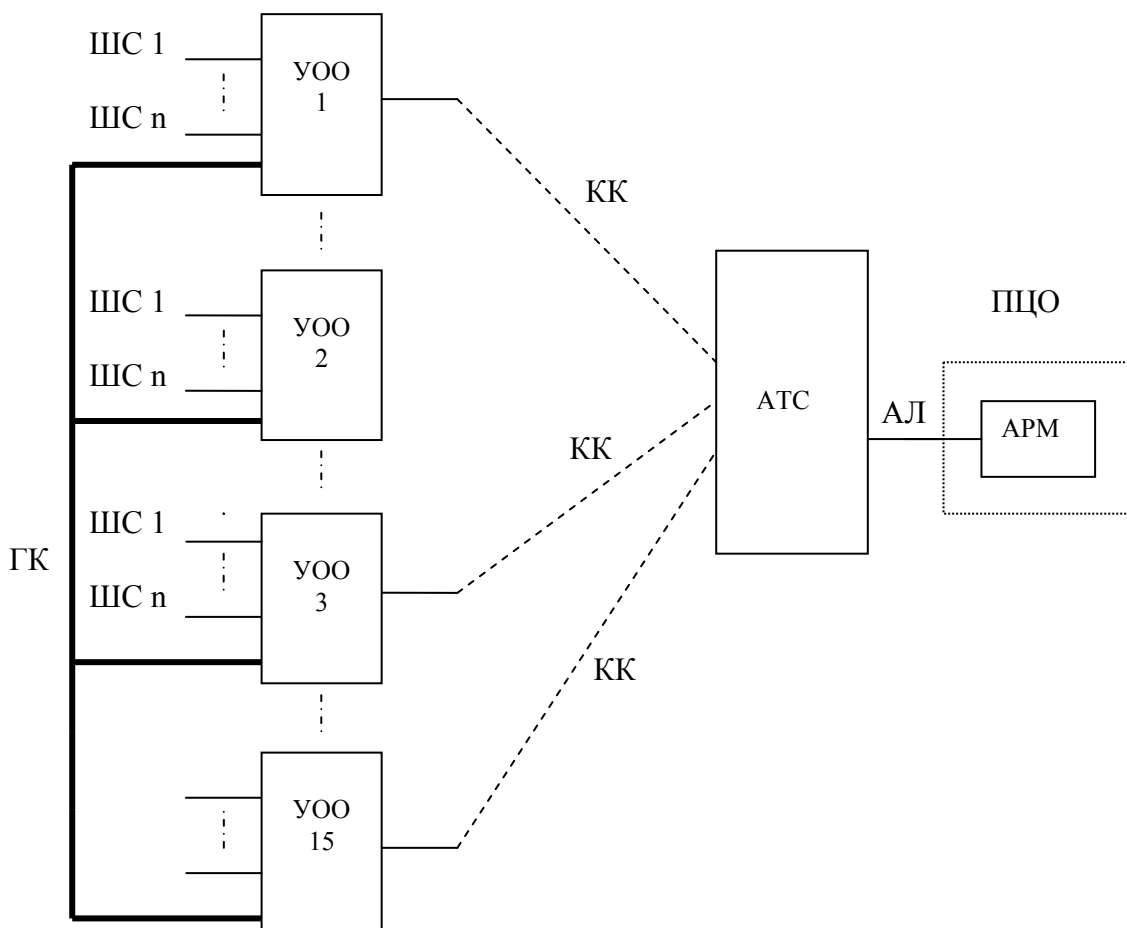 ШС 1
ШС n
УОО
1
КК
ШС 1
ШС n
УОО
2
ПЦО
АТС
АЛ
АРМ
КК
ШС 1
ШС n
УОО
3
ГК
КК
УОО
15